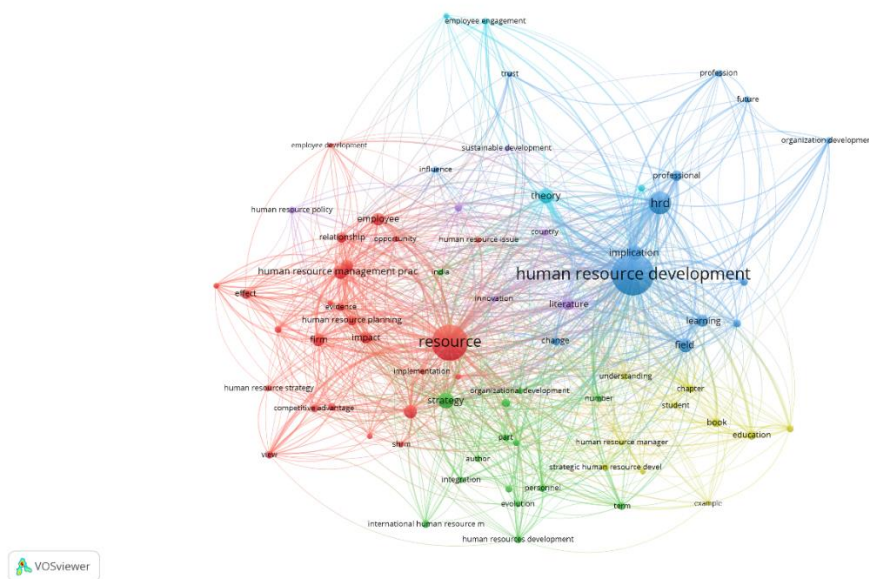 employee engagement
trust
profession
future
organization development
employee development
sustainable development
influence
professional
theory
hrd
human resource policy
employee
country
relationship
opportunity
human resource issue
implication
human resource management prac
india
human resource development
effect
innovation
literature
evidence
human resource planning
learning
firm
impact
resource
change
field
implementation
understanding
human resource strategy
organizational development
chapter
strategy
number
student
competitive advantage
book
education
part
shrm
human resource manager
view
author
strategic human resource devel
integration
personnel
evolution
term
example
international human resource m
human resources development
VOSviewer